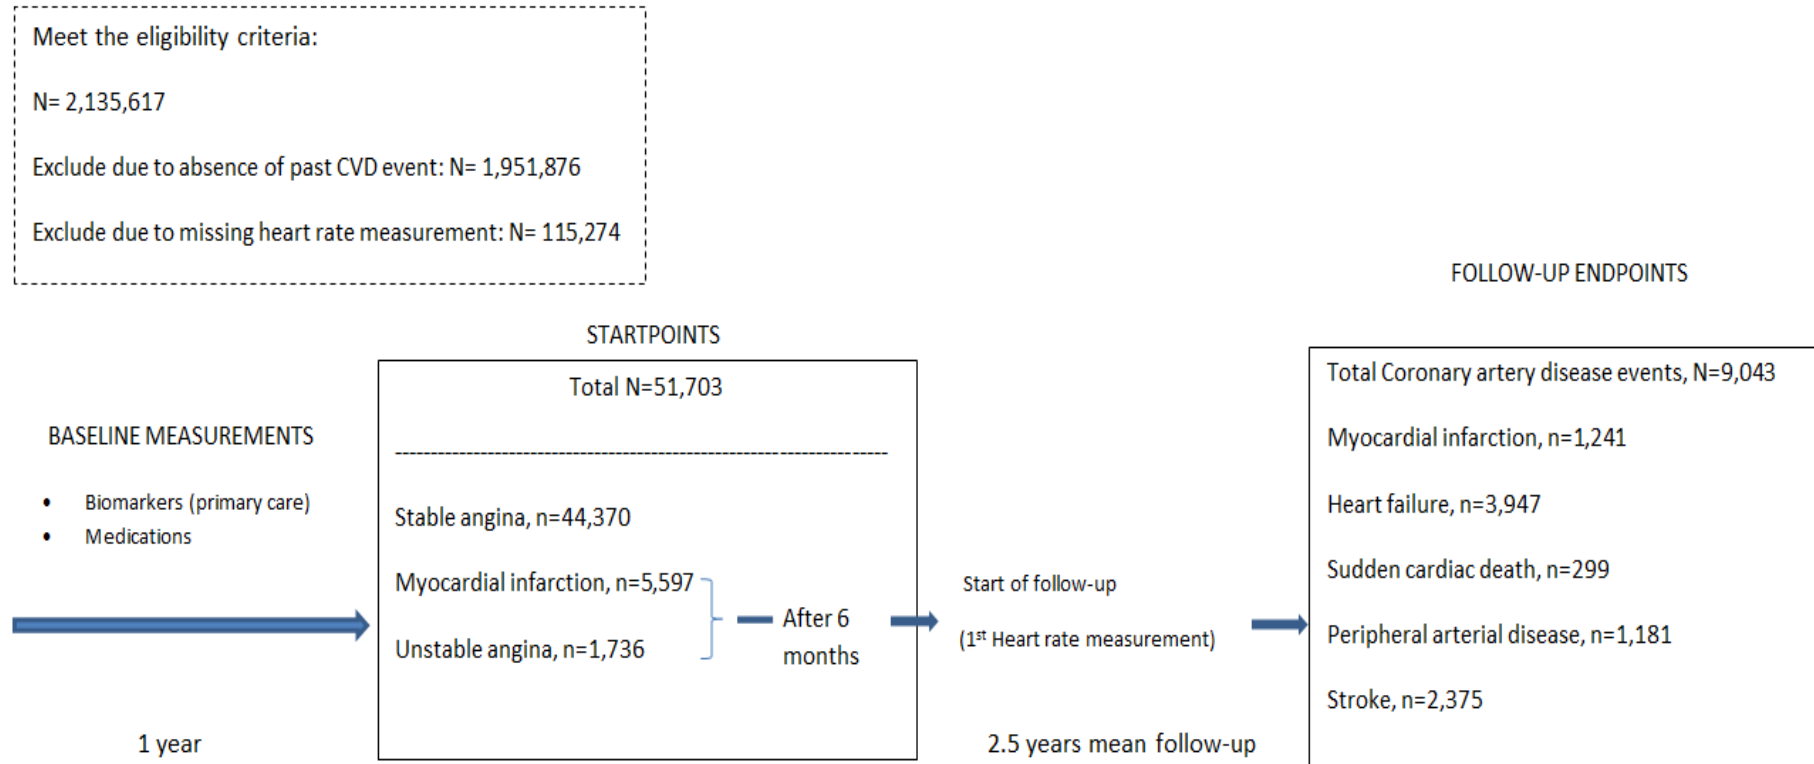 Meet the eligibility criteria:
N= 2,135,617
Exclude due to absence of past CVD event: N= 1,951,876
Exclude due to missing heart rate measurement: N= 115,274
BASELINE MEASUREMENTS
• Biomarkers (primary care)
• Medications
1 year
STARTPOINTS
Total N=51,703
Stable angina, n=44,370
Myocardial infarction, n=5,597
Unstable angina, n=1,736
After 6
months
Start of follow-up
(1st Heart rate measurement)
2.5 years mean follow-up
FOLLOW-UP ENDPOINTS
Total Coronary artery disease events, N=9,043
Myocardial infarction, n=1,241
Heart failure, n=3,947
Sudden cardiac death, n=299
Peripheral arterial disease, n=1,181
Stroke, n=2,375